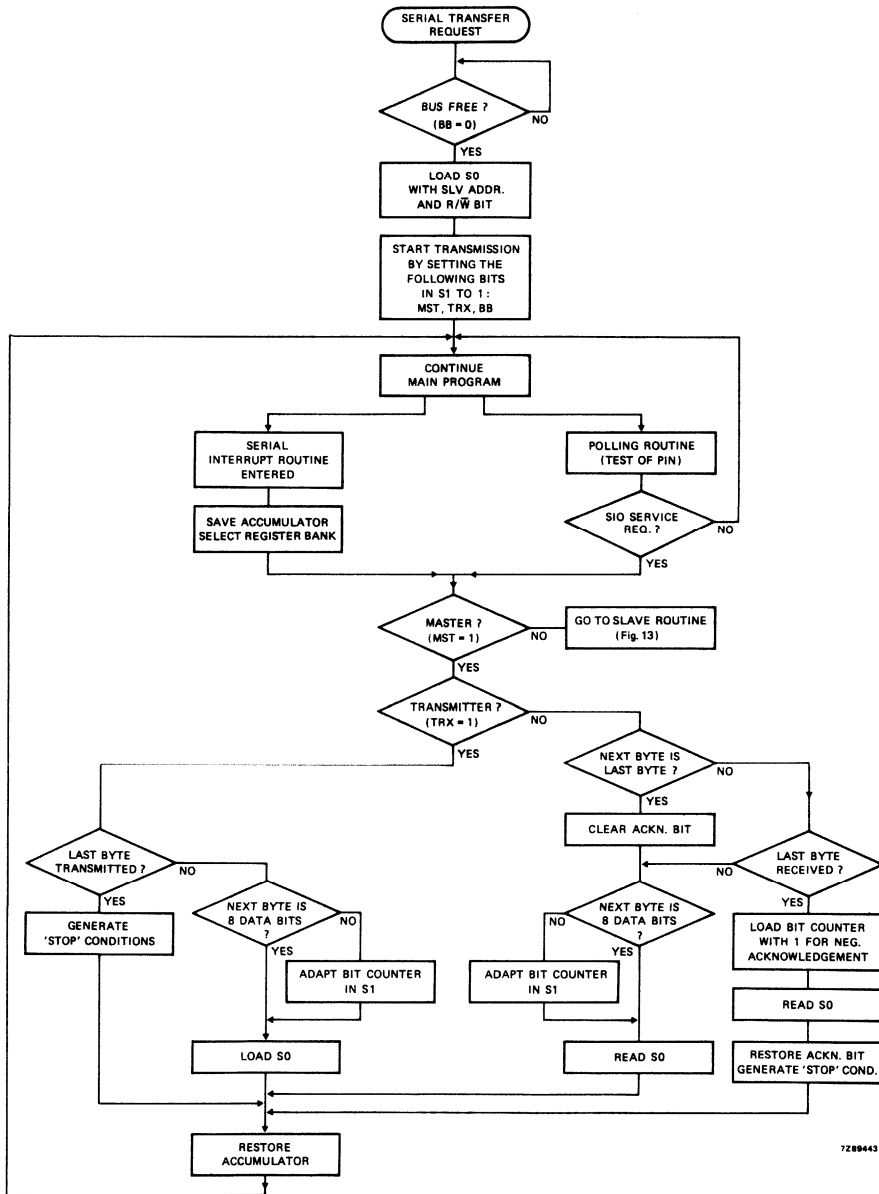 SERIAL TRANSFER
REQUEST
BUS FREE ?
(BB = 0)
NO
YES
LOAD S0
WITH SLV ADDR.
AND R/W̅ BIT
START TRANSMISSION
BY SETTING THE
FOLLOWING BITS
IN S1 TO 1 :
MST, TRX, BB
CONTINUE
MAIN PROGRAM
SERIAL
INTERRUPT ROUTINE
ENTERED
POLLING ROUTINE
(TEST OF PIN)
SAVE ACCUMULATOR
SELECT REGISTER BANK
SIO SERVICE
REQ. ?
NO
YES
MASTER ?
(MST = 1)
NO
GO TO SLAVE ROUTINE
(Fig. 13)
YES
TRANSMITTER ?
(TRX = 1)
NO
YES
NEXT BYTE IS
LAST BYTE ?
NO
YES
CLEAR ACKN. BIT
LAST BYTE
TRANSMITTED ?
NO
YES
LAST BYTE
RECEIVED ?
NO
YES
GENERATE
'STOP' CONDITIONS
NEXT BYTE IS
8 DATA BITS
?
NO
YES
NEXT BYTE IS
8 DATA BITS
?
NO
YES
LOAD BIT COUNTER
WITH 1 FOR NEG.
ACKNOWLEDGEMENT
ADAPT BIT COUNTER
IN S1
ADAPT BIT COUNTER
IN S1
READ S0
LOAD S0
READ S0
RESTORE ACKN. BIT
GENERATE 'STOP' COND.
RESTORE
ACCUMULATOR
7Z89443